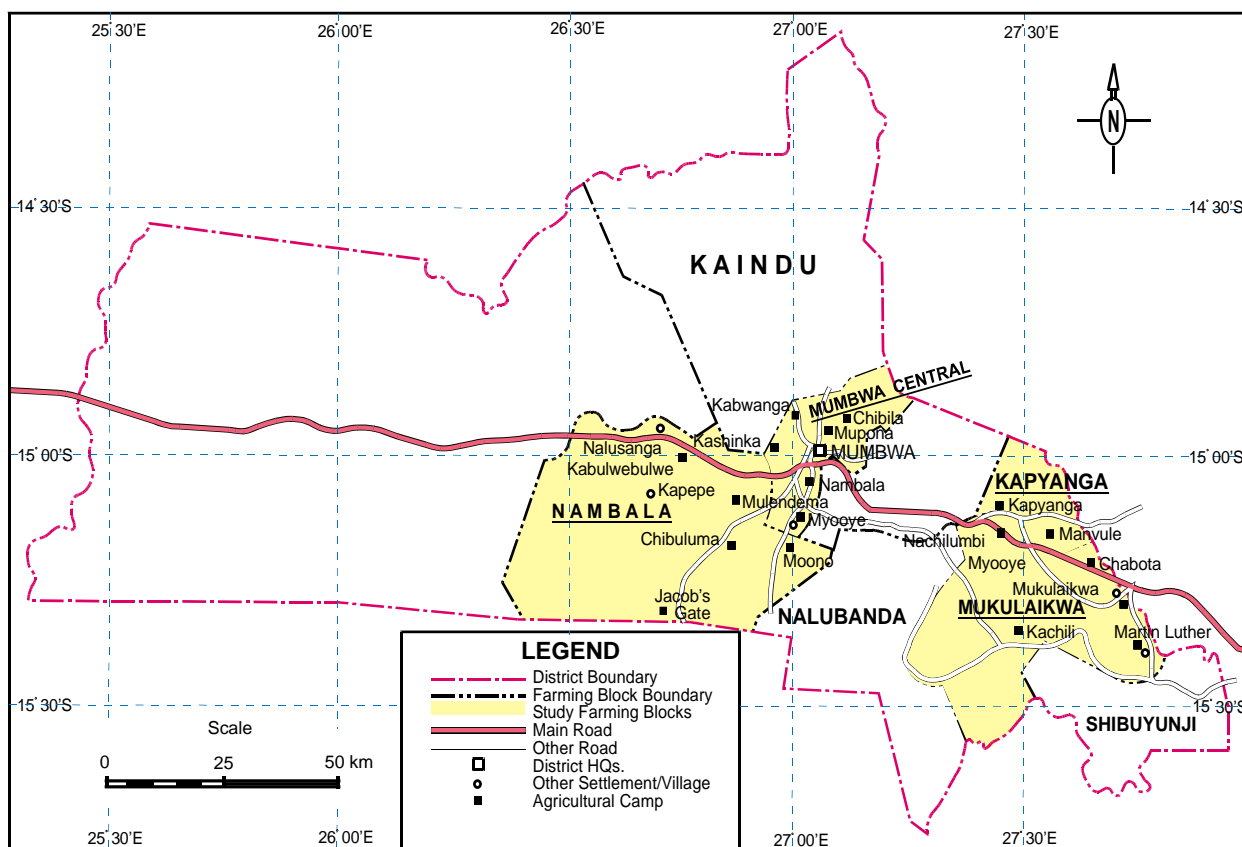 25˚30'E 26˚00'E 26˚30'E 27˚00'E 27˚30'E
N
14˚30'S 14˚30'S
KAINDU
MUMBWA CENTRAL
Kabwanga
Chibila
Mupona
Nalusanga
Kashinka
MUMBWA
15˚00'S 15˚00'S
Kabulwebulwe
Kapepe
Nambala
KAPYANGA
NAMBALA
Mulendema
Kapyanga
Myooye
Chibuluma
Nachilumbi
Manvule
Moono
Myooye
Chabota
Mukulaikwa
Jacob's
Gate
NALUBANDA
MUKULAIKWA
Kachili
Martin Luther
LEGEND
District Boundary
Farming Block Boundary
Study Farming Blocks
Main Road
Other Road
District HQs.
Other Settlement/Village
Agricultural Camp
15˚30'S 15˚30'S
SHIBUYUNJI
Scale
0 25 50 km
25˚30'E 26˚00'E 27˚00'E 27˚30'E